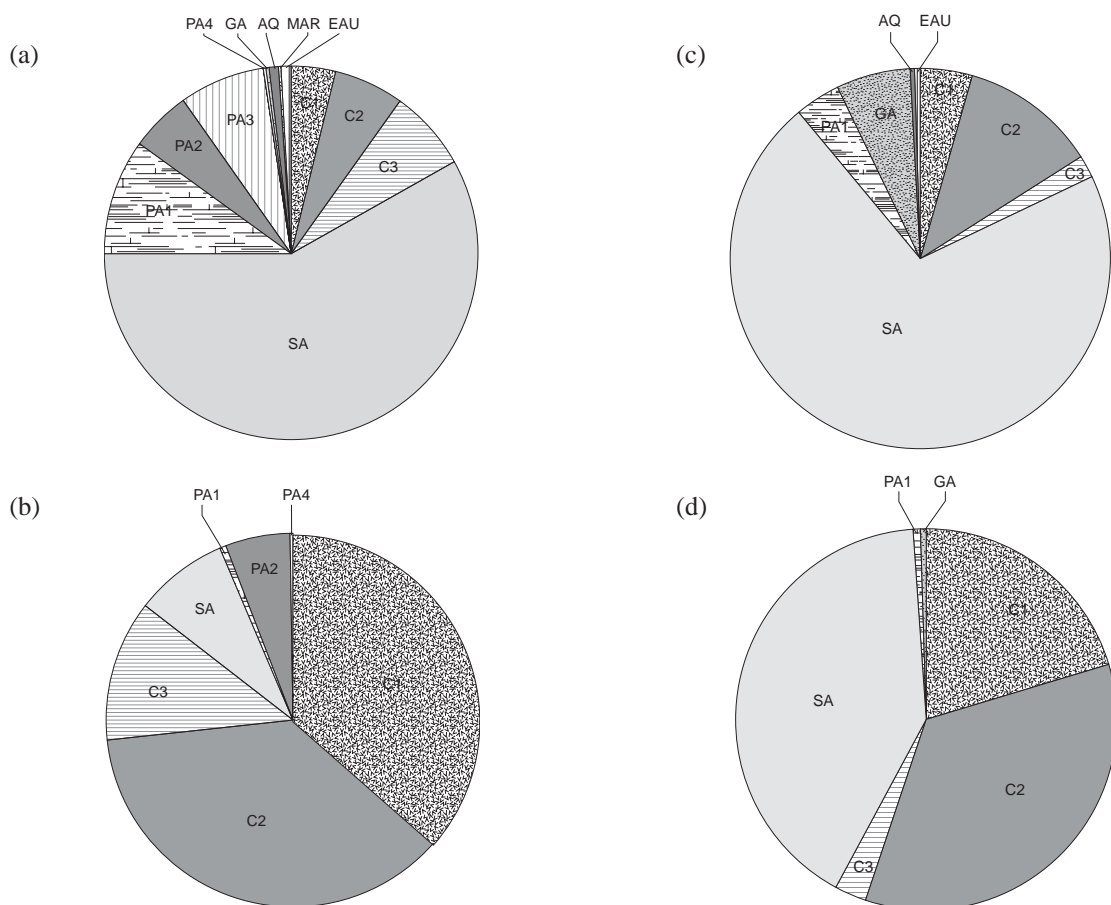 (a)
PA4 GA AQ MAR EAU
C1
C2
C3
PA3
PA2
PA1
SA
(c)
AQ EAU
C1
C2
GA
PA1
C3
SA
(b)
PA1 PA4
PA2
SA
C3
C1
C2
(d)
PA1 GA
C1
SA
C2
C3